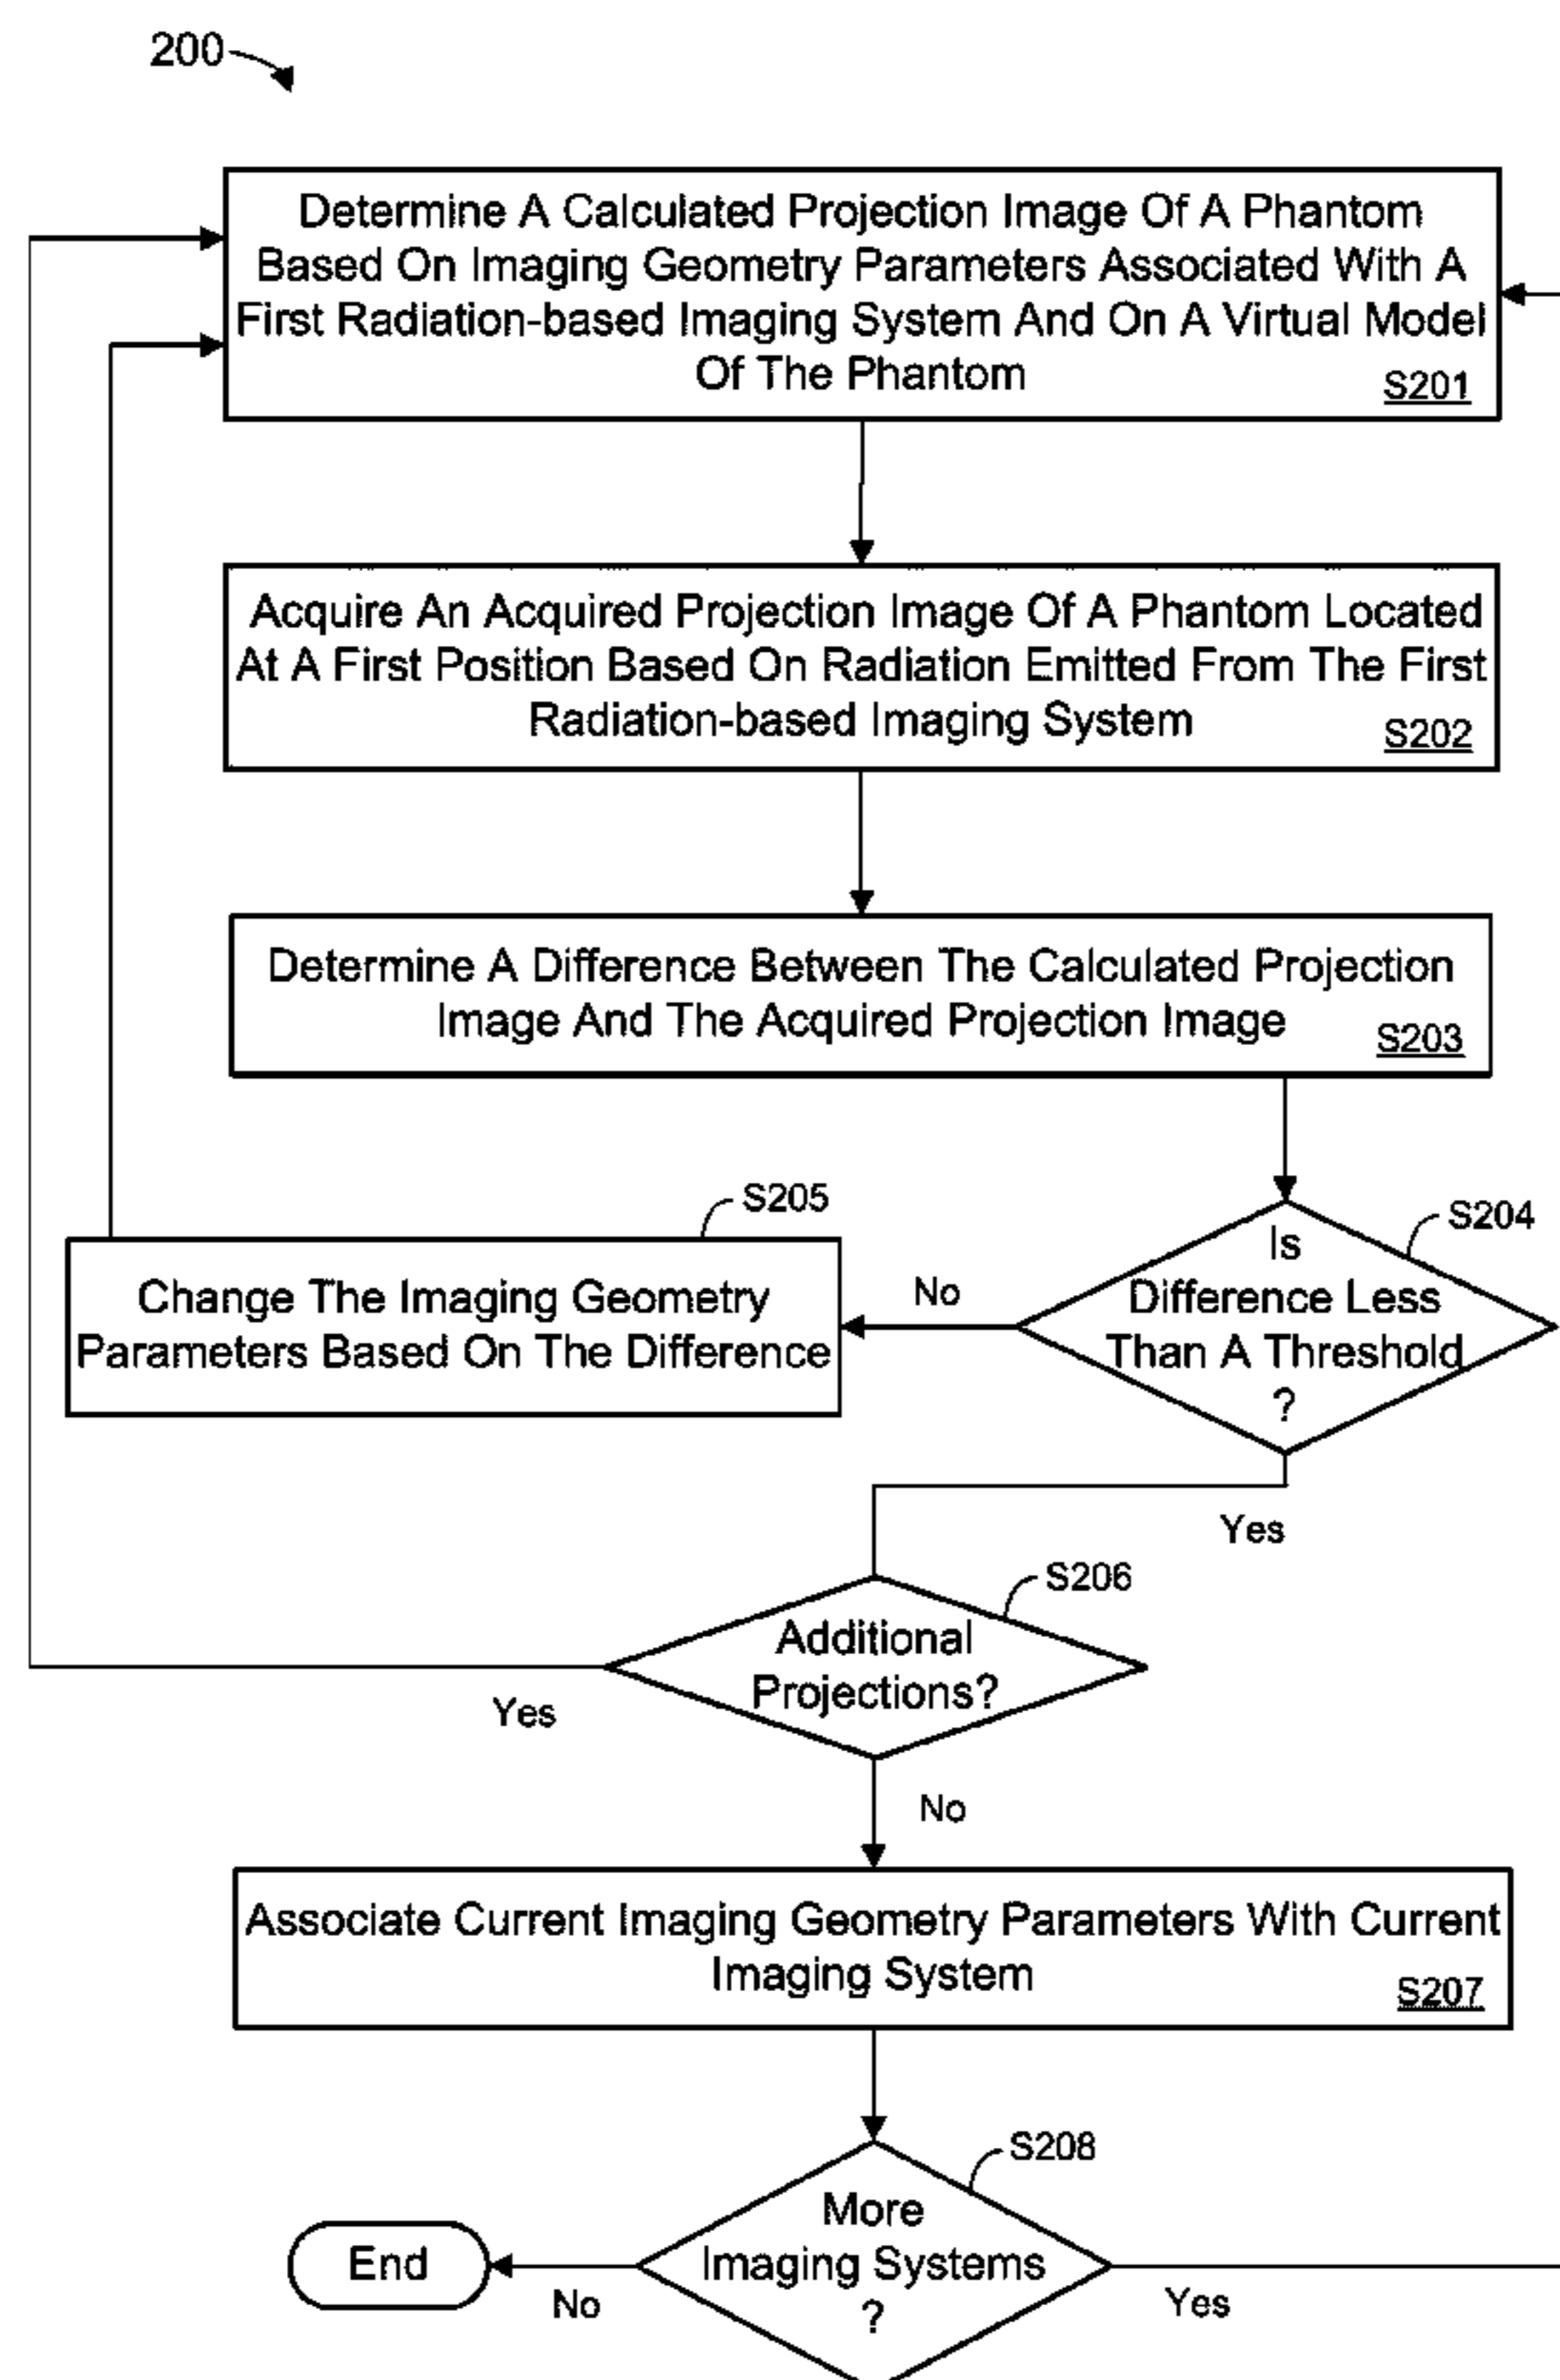 200
Determine A Calculated Projection Image Of A Phantom
Based On Imaging Geometry Parameters Associated With A
First Radiation-based Imaging System And On A Virtual Model
Of The Phantom
S201
Acquire An Acquired Projection Image Of A Phantom Located
At A First Position Based On Radiation Emitted From The First
Radiation-based Imaging System
S202
Determine A Difference Between The Calculated Projection
Image And The Acquired Projection Image
S203
S205
S204
Change The Imaging Geometry
Parameters Based On The Difference
No
Is
Difference Less
Than A Threshold
?
Yes
S206
Additional
Projections?
Yes
No
Associate Current Imaging Geometry Parameters With Current
Imaging System
S207
S208
More
Imaging Systems
?
End
No
Yes